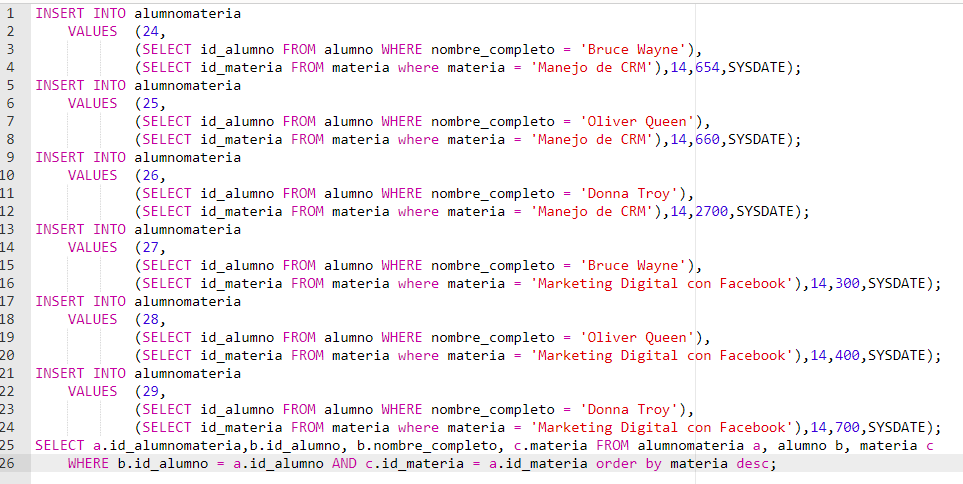 1 INSERT INTO alumnomateria
2 VALUES (24,
3 (SELECT id_alumno FROM alumno WHERE nombre_completo = 'Bruce Wayne'),
4 (SELECT id_materia FROM materia where materia = 'Manejo de CRM'),14,654,SYSDATE);
5 INSERT INTO alumnomateria
6 VALUES (25,
7 (SELECT id_alumno FROM alumno WHERE nombre_completo = 'Oliver Queen'),
8 (SELECT id_materia FROM materia where materia = 'Manejo de CRM'),14,660,SYSDATE);
9 INSERT INTO alumnomateria
10 VALUES (26,
11 (SELECT id_alumno FROM alumno WHERE nombre_completo = 'Donna Troy'),
12 (SELECT id_materia FROM materia where materia = 'Manejo de CRM'),14,2700,SYSDATE);
13 INSERT INTO alumnomateria
14 VALUES (27,
15 (SELECT id_alumno FROM alumno WHERE nombre_completo = 'Bruce Wayne'),
16 (SELECT id_materia FROM materia where materia = 'Marketing Digital con Facebook'),14,300,SYSDATE);
17 INSERT INTO alumnomateria
18 VALUES (28,
19 (SELECT id_alumno FROM alumno WHERE nombre_completo = 'Oliver Queen'),
20 (SELECT id_materia FROM materia where materia = 'Marketing Digital con Facebook'),14,400,SYSDATE);
21 INSERT INTO alumnomateria
22 VALUES (29,
23 (SELECT id_alumno FROM alumno WHERE nombre_completo = 'Donna Troy'),
24 (SELECT id_materia FROM materia where materia = 'Marketing Digital con Facebook'),14,700,SYSDATE);
25 SELECT a.id_alumnomateria,b.id_alumno, b.nombre_completo, c.materia FROM alumnomateria a, alumno b, materia c
26 WHERE b.id_alumno = a.id_alumno AND c.id_materia = a.id_materia order by materia desc;